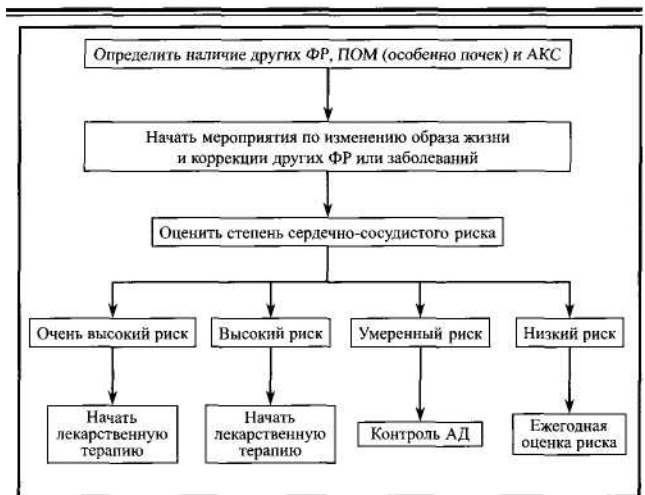 Определить наличие других ФР, ПОМ (особенно почек) и АКС
Начать мероприятия по изменению образа жизни
и коррекции других ФР или заболеваний
Оценить степень сердечно-сосудистого риска
Очень высокий риск
Высокий риск
Умеренный риск
Низкий риск
Начать
лекарственную
терапию
Начать
лекарственную
терапию
Контроль АД
Ежегодная
оценка риска